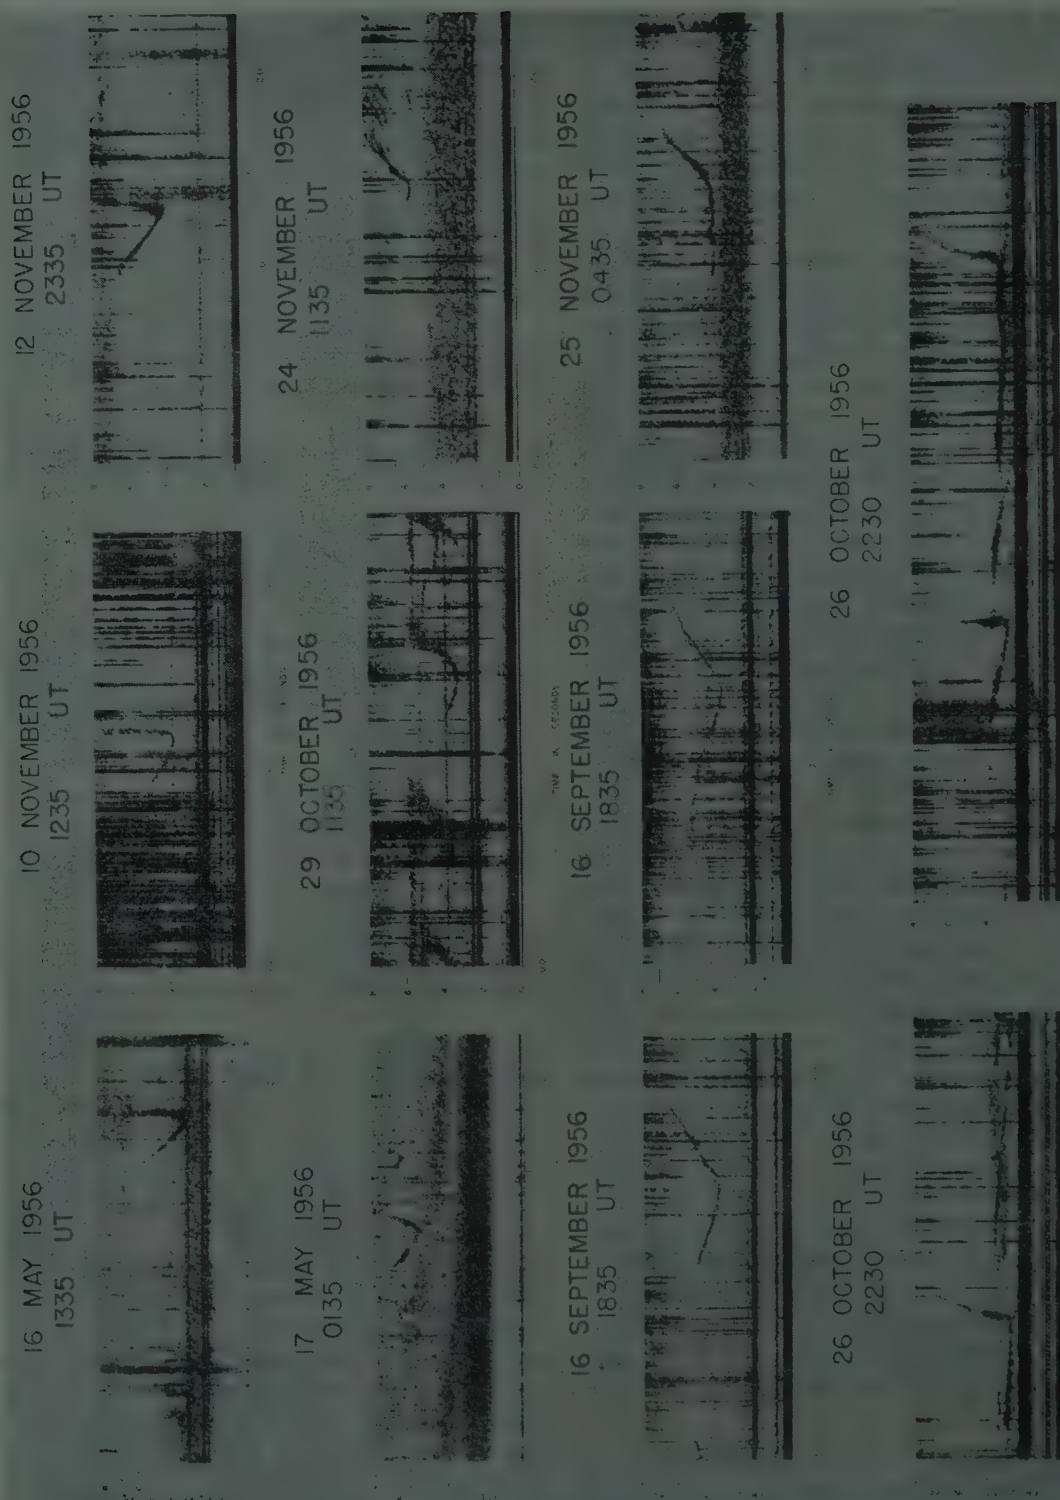 16 MAY 1956
1335 UT
10 NOVEMBER 1956
1235 UT
12 NOVEMBER 1956
2335 UT
17 MAY 1956
0135 UT
29 OCTOBER 1956
1135 UT
24 NOVEMBER 1956
1135 UT
16 SEPTEMBER 1956
1835 UT
16 SEPTEMBER 1956
1835 UT
25 NOVEMBER 1956
0435 UT
26 OCTOBER 1956
2230 UT
26 OCTOBER 1956
2230 UT